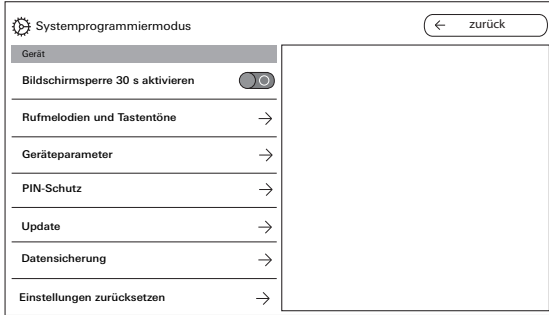 Systemprogrammiermodus
zurück
Gerät
Bildschirmsperre 30 s aktivieren
Rufmelodien und Tastentöne
Geräteparameter
PIN-Schutz
Update
Datensicherung
Einstellungen zurücksetzen